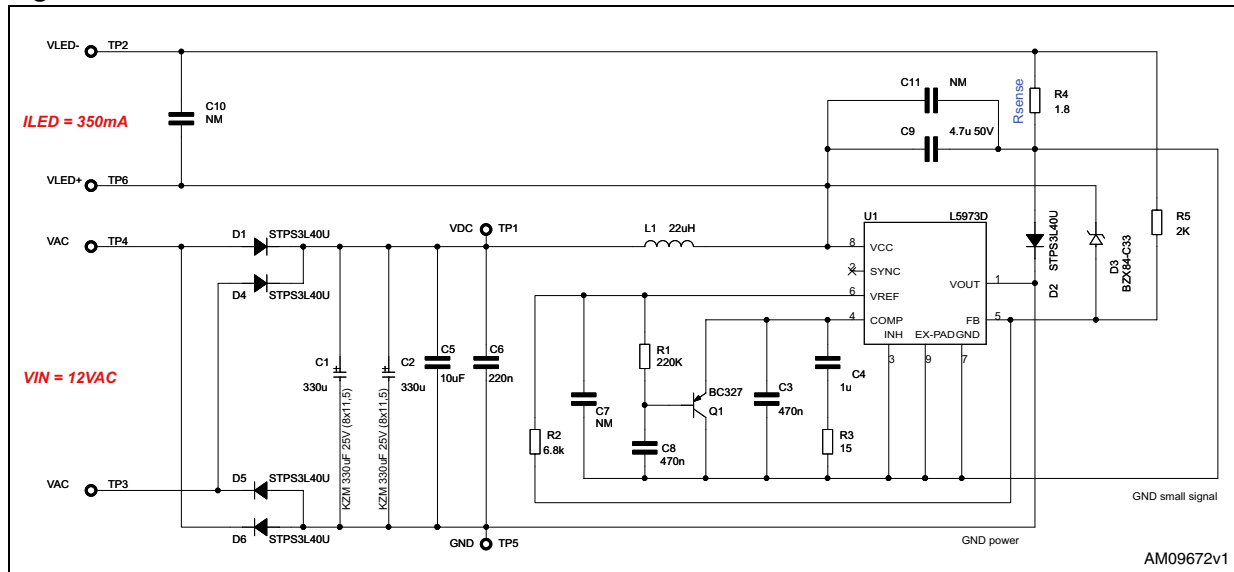 VLED- TP2
C10
NM
ILED = 350mA
VLED+ TP6
VAC TP4
D1 STPS3L40U
D4
STPS3L40U
VDC TP1
L1 22uH
C11 NM
C9 4.7u 50V
Rsense
R4
1.8
U1 L5973D
8 VCC
2 SYNC
6 VREF
4 COMP
VOUT 1
FB 5
INH EX-PAD GND
3 9 7
D2 STPS3L40U
D3
BZX84-C33
R5
2K
VIN = 12VAC
C1
330u
KZM 330uF 25V (8x11,5)
C2
330u
KZM 330uF 25V (8x11,5)
C5
10uF
C6
220n
R1
220K
BC327
Q1
C3
470n
C4
1u
R2
6.8k
C7
NM
C8
470n
R3
15
VAC TP3
D5 STPS3L40U
D6 STPS3L40U
GND TP5
GND small signal
GND power
AM09672v1